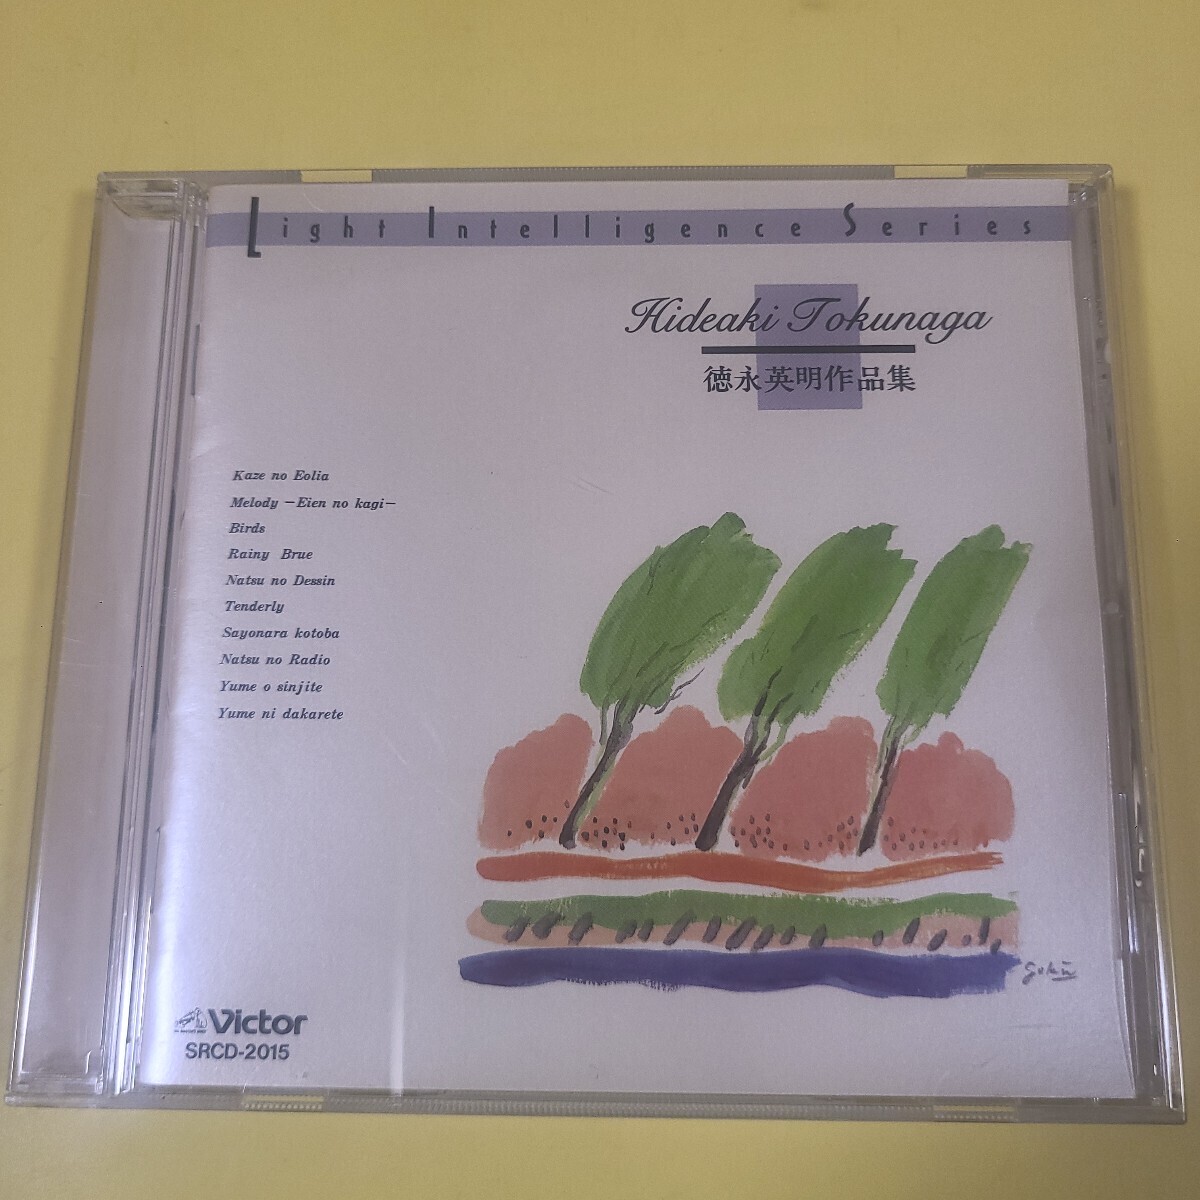 Light Intelligence Series
Hideaki Tokunaga
徳永英明作品集
Kaze no Eolia
Melody －Eien no kagi－
Birds
Rainy Brue
Natsu no Dessin
Tenderly
Sayonara kotoba
Natsu no Radio
Yume o sinjite
Yume ni dakarete
Victor
SRCD-2015